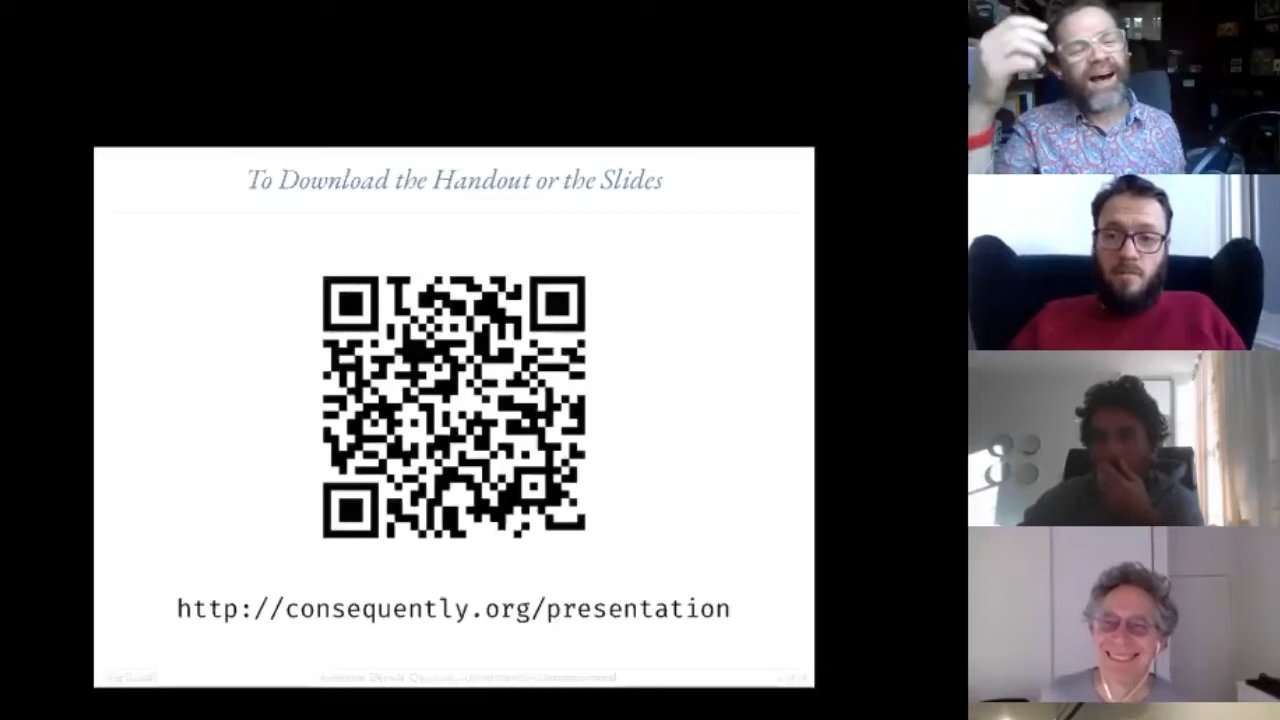 To Download the Handout or the Slides
http://consequently.org/presentation